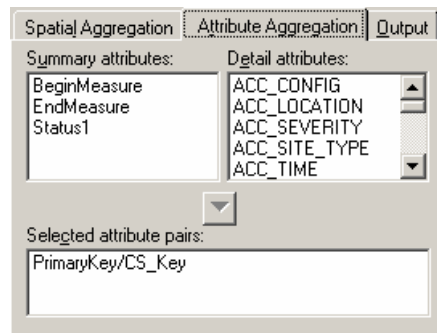 Spatial Aggregation Attribute Aggregation Output
Summary attributes: Detail attributes:
BeginMeasure ACC_CONFIG
EndMeasure ACC_LOCATION
Status1 ACC_SEVERITY
ACC_SITE_TYPE
ACC_TIME
Selected attribute pairs:
PrimaryKey/CS_Key